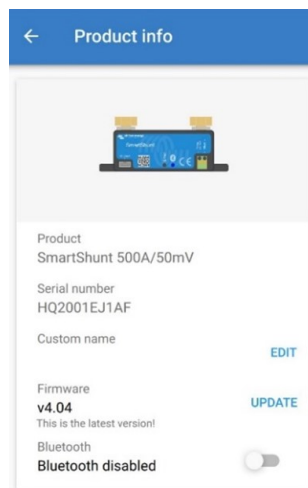 Product info
SmartShunt
Product
SmartShunt 500A/50mV
Serial number
HQ2001EJ1AF
Custom name
EDIT
Firmware
v4.04
UPDATE
This is the latest version!
Bluetooth
Bluetooth disabled